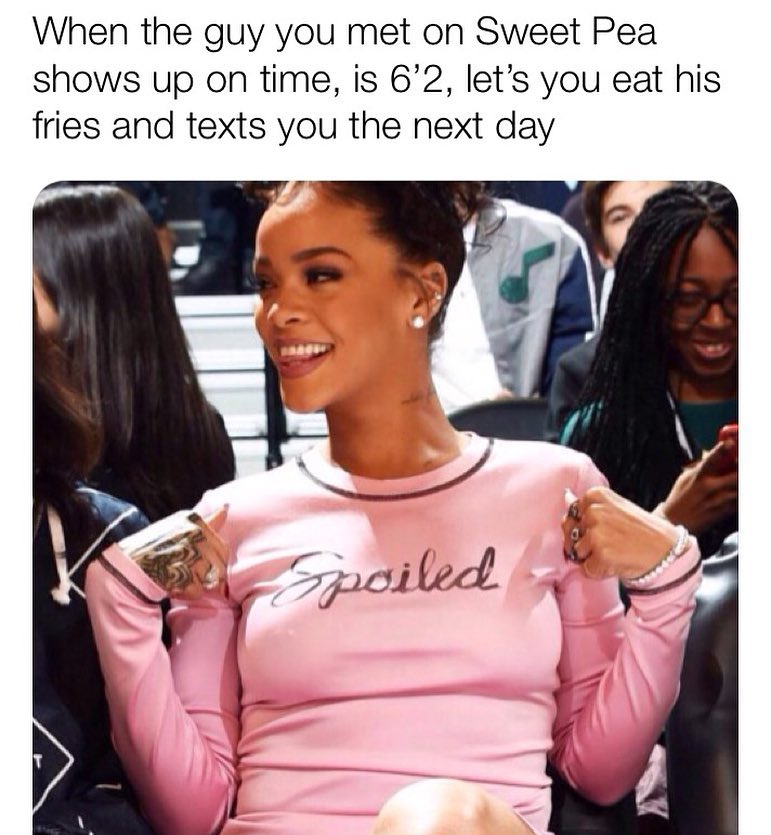 When the guy you met on Sweet Pea
shows up on time, is 6’2, let’s you eat his
fries and texts you the next day
Spoiled
T